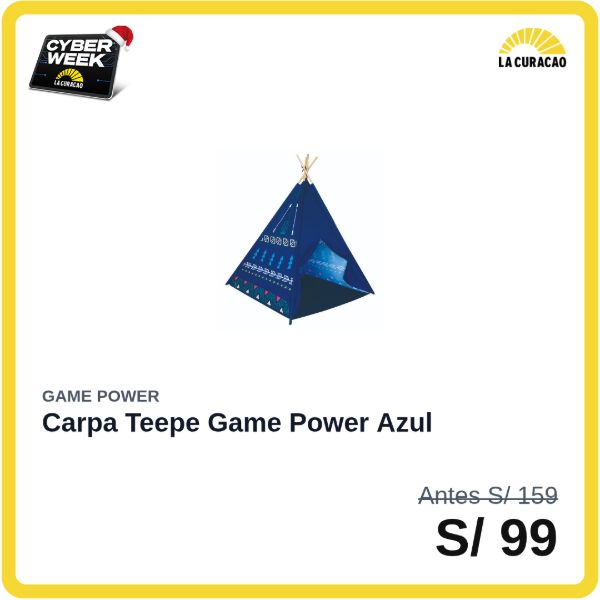 CYBER
WEEK
LA CURACAO
LA CURACAO
GAME POWER
Carpa Teepe Game Power Azul
Antes S/ 159
S/ 99